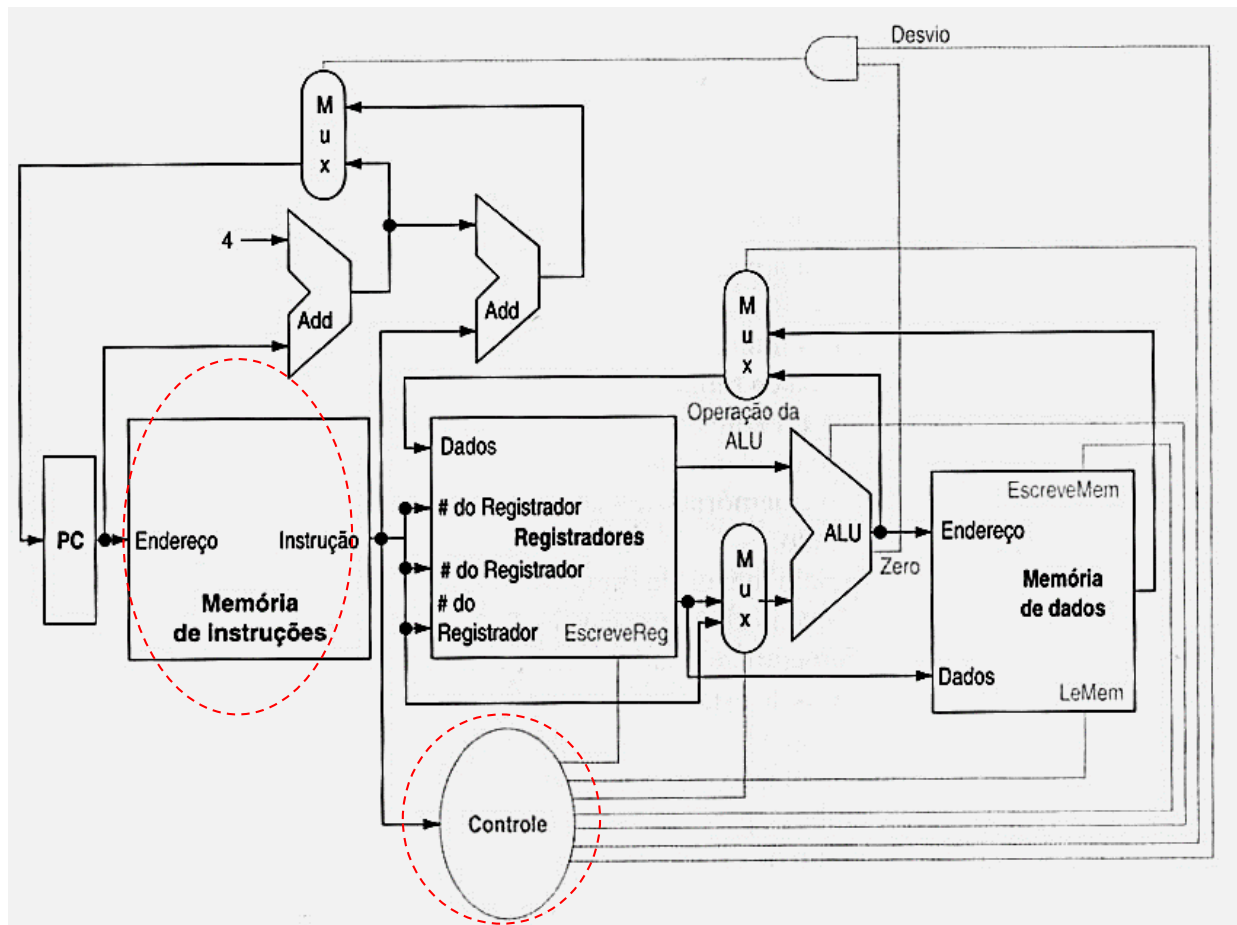 Desvio
M
u
x
4
Add
Add
M
u
x
Operação da
ALU
Dados
# do Registrador
Registradores
# do Registrador
# do
Registrador
EscreveReg
PC
Endereço
Instrução
Memória
de instruções
M
u
x
ALU
Zero
EscreveMem
Endereço
Memória
de dados
Dados
LeMem
Controle